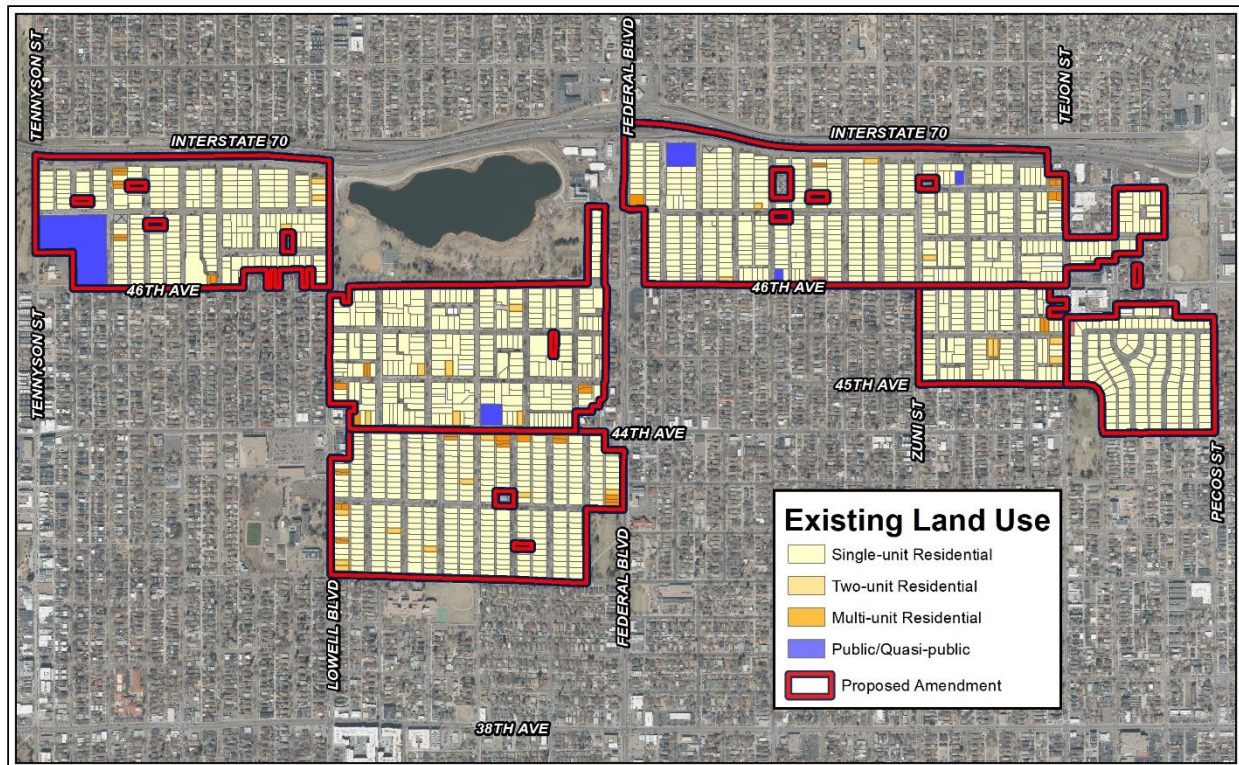 TENNYSON ST
FEDERAL BLVD
TEJON ST
INTERSTATE 70
INTERSTATE 70
46TH AVE
46TH AVE
TENNYSON ST
45TH AVE
ZUNI ST
44TH AVE
PECOS ST
LOWELL BLVD
FEDERAL BLVD
38TH AVE
Existing Land Use
Single-unit Residential
Two-unit Residential
Multi-unit Residential
Public/Quasi-public
Proposed Amendment